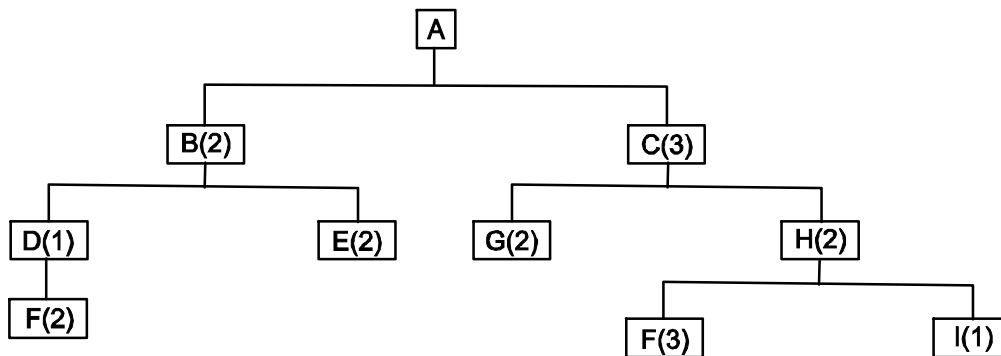 A
B(2)
C(3)
D(1)
E(2)
G(2)
H(2)
F(2)
F(3)
I(1)